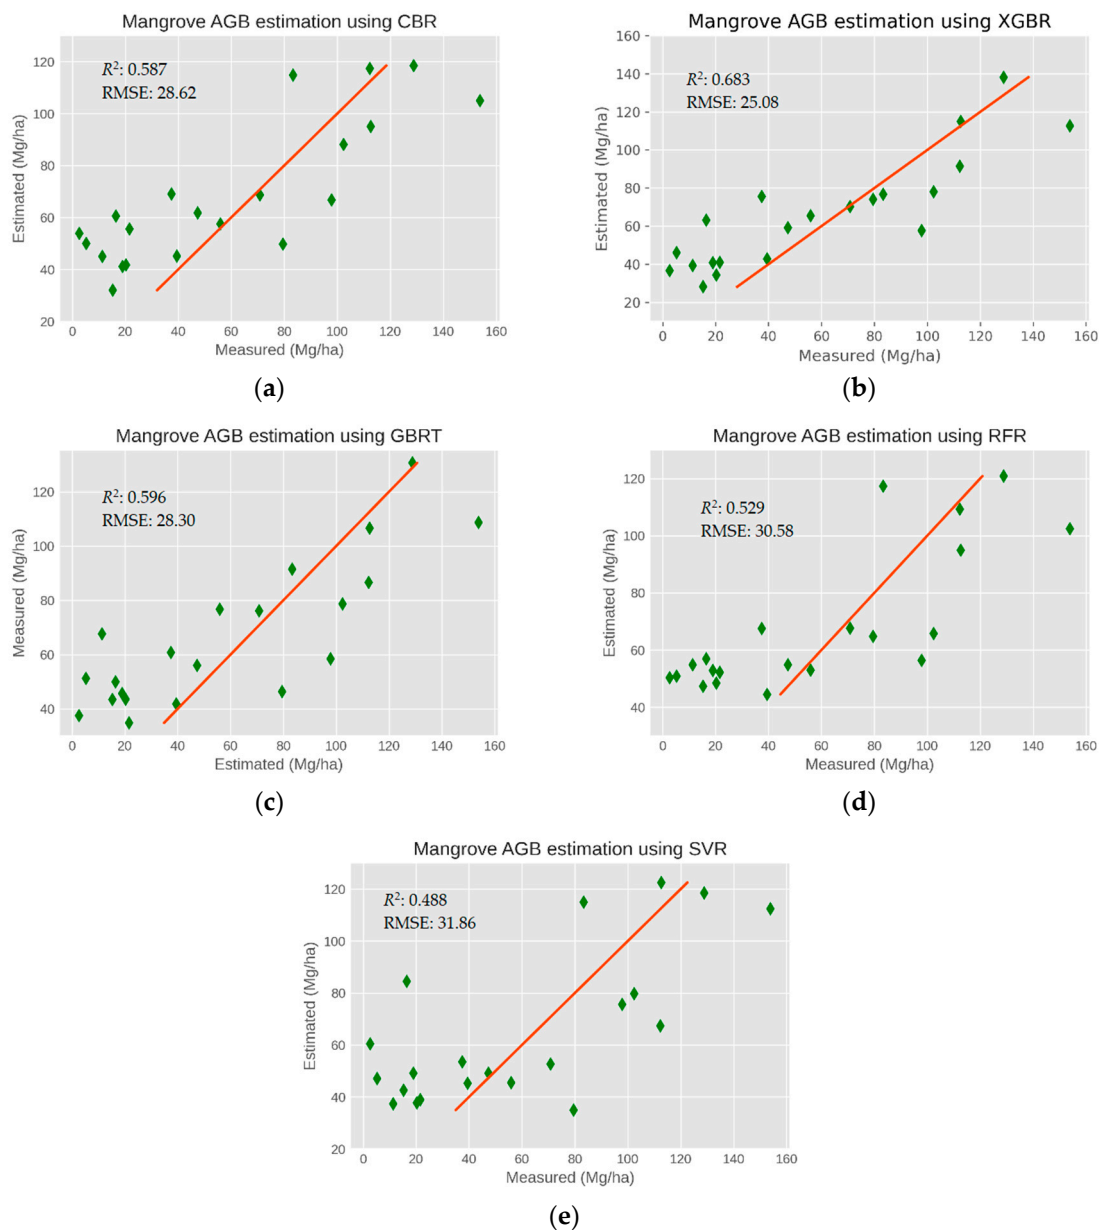 Mangrove AGB estimation using CBR
R²: 0.587
RMSE: 28.62
Estimated (Mg/ha)
120
100
80
60
40
20
0 20 40 60 80 100 120 140 160
Measured (Mg/ha)
(a)
Mangrove AGB estimation using XGBR
R²: 0.683
RMSE: 25.08
Estimated (Mg/ha)
160
140
120
100
80
60
40
20
0 20 40 60 80 100 120 140 160
Measured (Mg/ha)
(b)
Mangrove AGB estimation using GBRT
R²: 0.596
RMSE: 28.30
Measured (Mg/ha)
120
100
80
60
40
0 20 40 60 80 100 120 140 160
Estimated (Mg/ha)
(c)
Mangrove AGB estimation using RFR
R²: 0.529
RMSE: 30.58
Estimated (Mg/ha)
120
100
80
60
40
0 20 40 60 80 100 120 140 160
Measured (Mg/ha)
(d)
Mangrove AGB estimation using SVR
R²: 0.488
RMSE: 31.86
Estimated (Mg/ha)
120
100
80
60
40
20
0 20 40 60 80 100 120 140 160
Measured (Mg/ha)
(e)